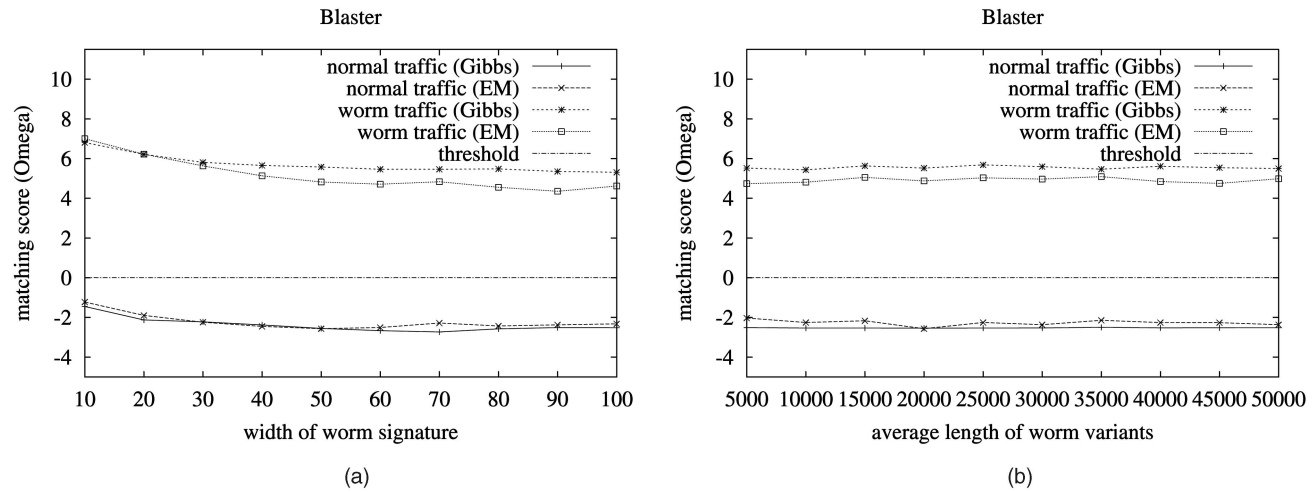 Blaster
matching score (Omega)
10
8
6
4
2
0
-2
-4
normal traffic (Gibbs)
normal traffic (EM)
worm traffic (Gibbs)
worm traffic (EM)
threshold
10 20 30 40 50 60 70 80 90 100
width of worm signature
(a)
Blaster
matching score (Omega)
10
8
6
4
2
0
-2
-4
normal traffic (Gibbs)
normal traffic (EM)
worm traffic (Gibbs)
worm traffic (EM)
threshold
5000 10000 15000 20000 25000 30000 35000 40000 45000 50000
average length of worm variants
(b)